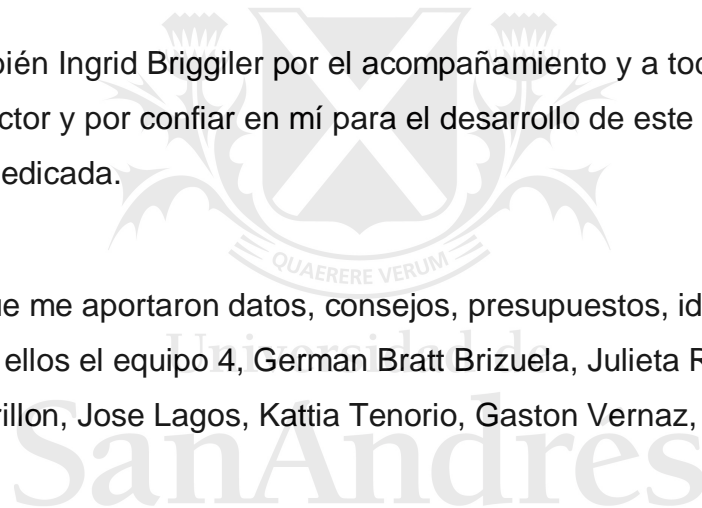 bién Ingrid Briggiler por el acompañamiento y a too
ctor y por confiar en mí para el desarrollo de este
edicada.
QUAERERE VERUM
ue me aportaron datos, consejos, presupuestos, id
Universidad de
ellos el equipo 4, German Bratt Brizuela, Julieta R
rillon, Jose Lagos, Kattia Tenorio, Gaston Vernaz,
SanAndrés